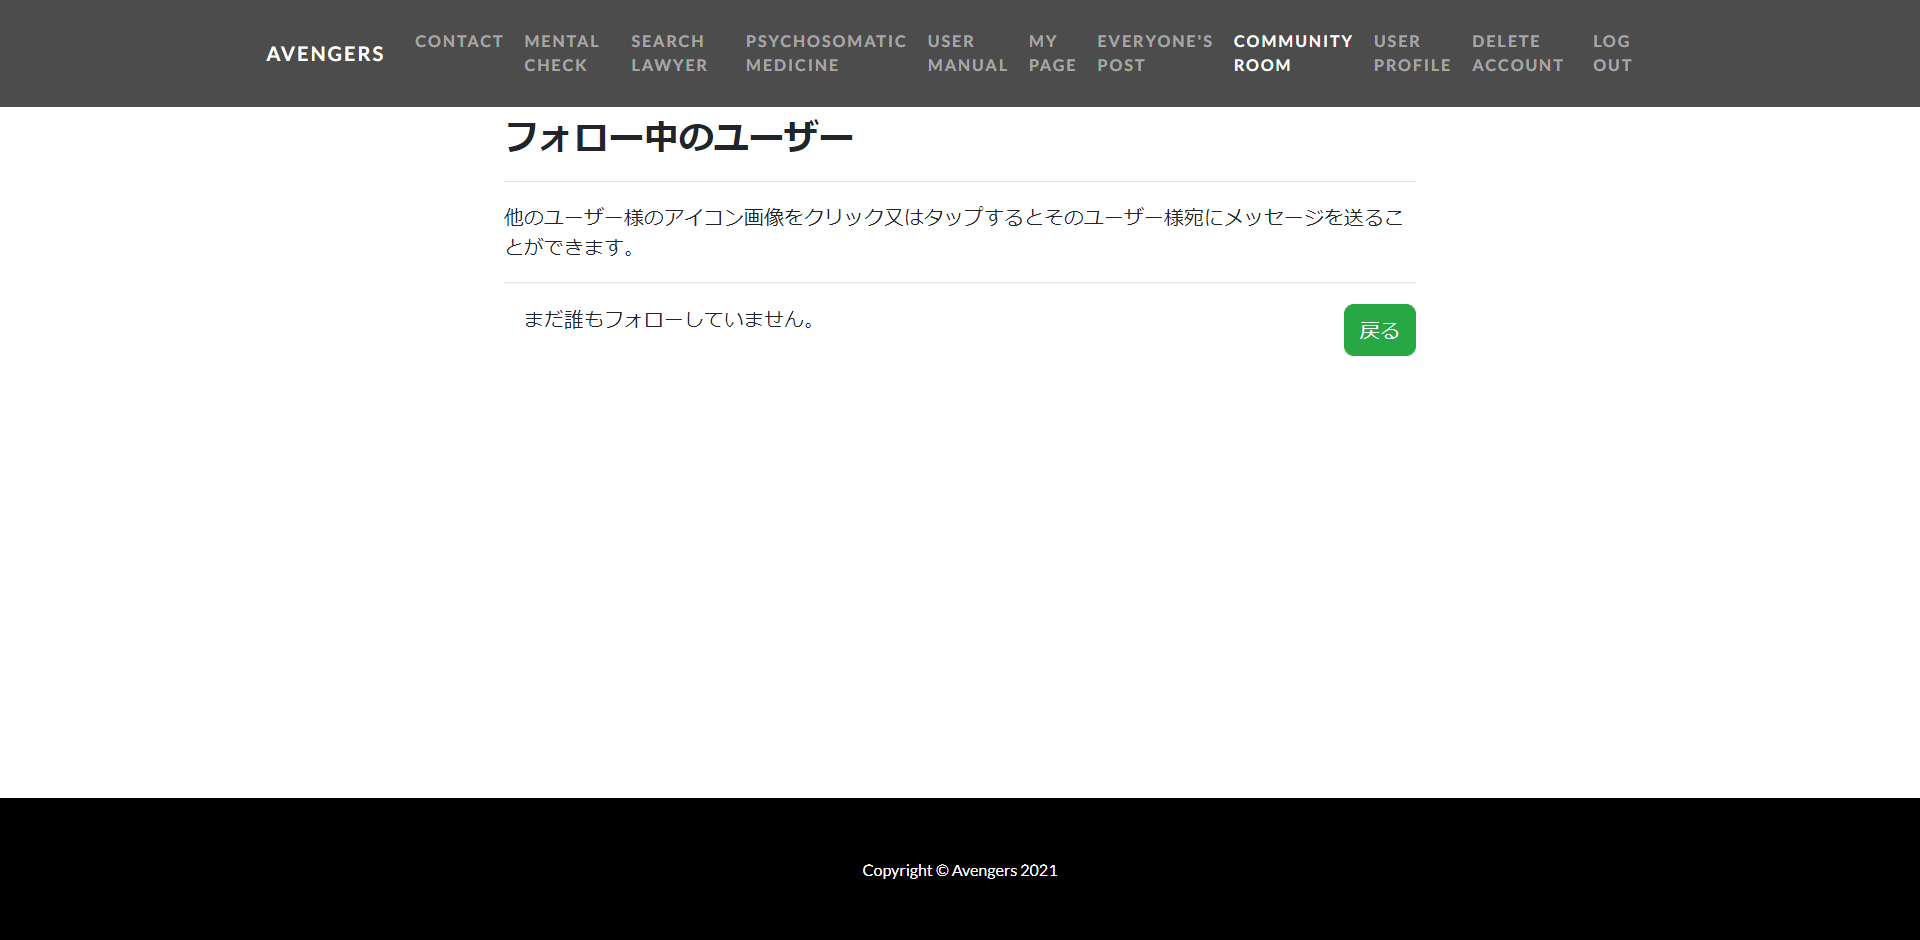 AVENGERS
CONTACT
MENTAL CHECK
SEARCH LAWYER
PSYCHOSOMATIC MEDICINE
USER MANUAL
MY PAGE
EVERYONE'S POST
COMMUNITY ROOM
USER PROFILE
DELETE ACCOUNT
LOG OUT
フォロー中のユーザー
他のユーザー様のアイコン画像をクリック又はタップするとそのユーザー様宛にメッセージを送るこ
とができます。
まだ誰もフォローしていません。
戻る
Copyright © Avengers 2021